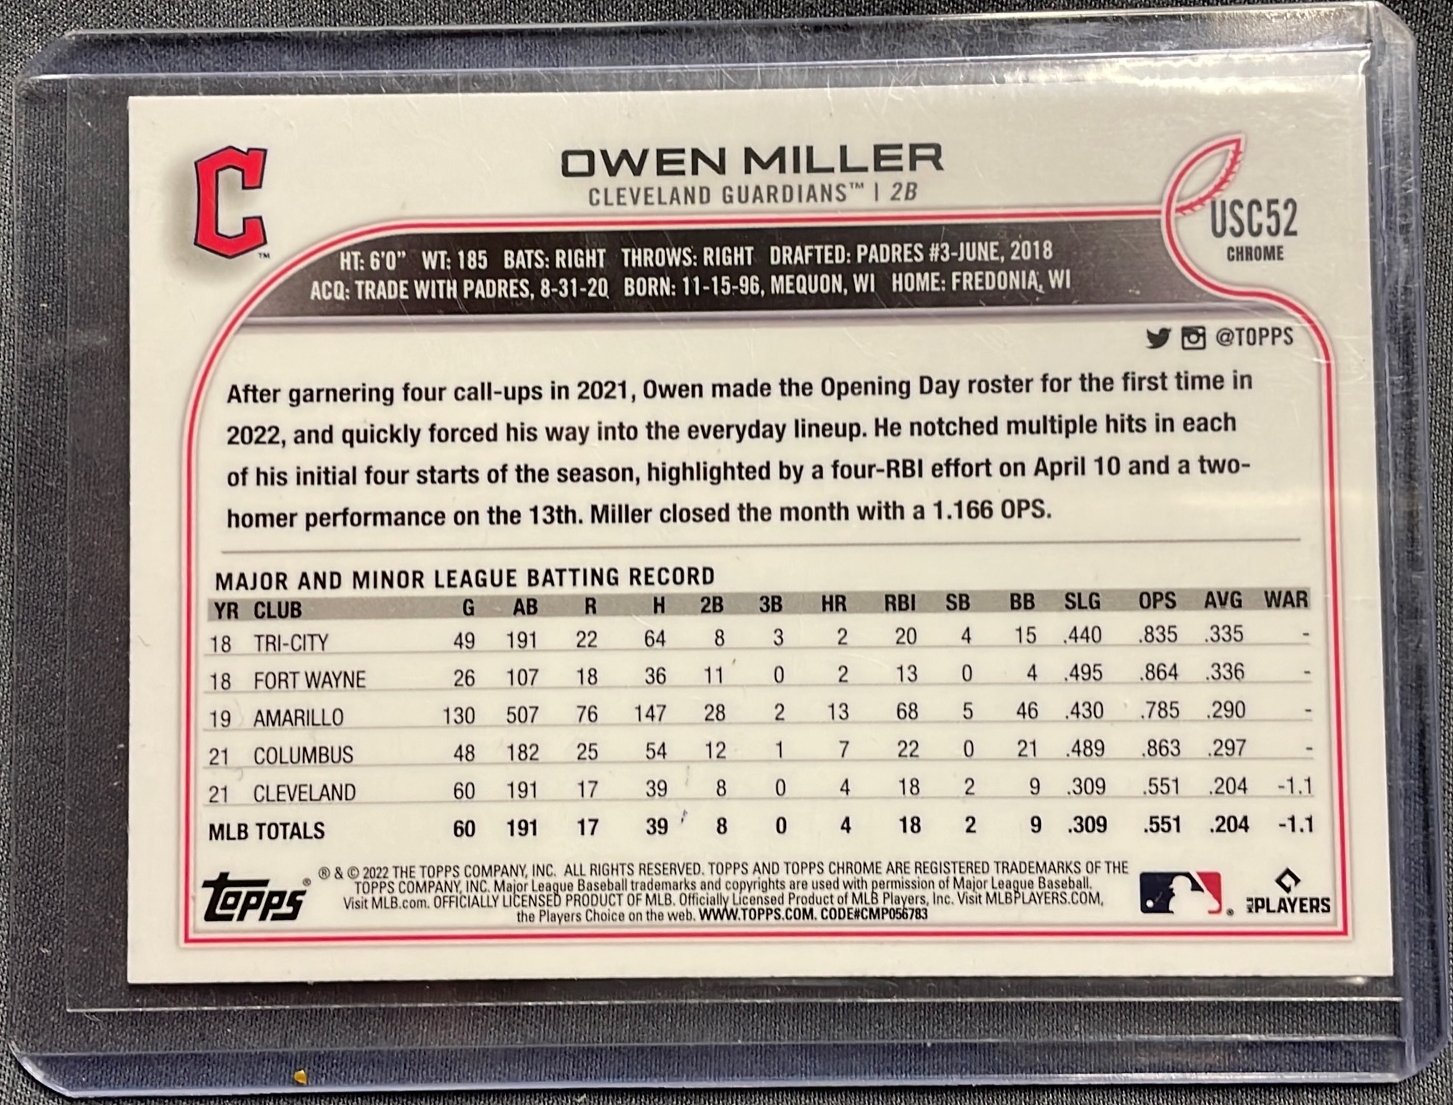 C
™
OWEN MILLER
CLEVELAND GUARDIANS™ | 2B
USC52
CHROME
HT: 6'0" WT: 185 BATS: RIGHT THROWS: RIGHT DRAFTED: PADRES #3-JUNE, 2018
ACQ: TRADE WITH PADRES, 8-31-20 BORN: 11-15-96, MEQUON, WI HOME: FREDONIA, WI
@TOPPS
After garnering four call-ups in 2021, Owen made the Opening Day roster for the first time in
2022, and quickly forced his way into the everyday lineup. He notched multiple hits in each
of his initial four starts of the season, highlighted by a four-RBI effort on April 10 and a two-
homer performance on the 13th. Miller closed the month with a 1.166 OPS.
MAJOR AND MINOR LEAGUE BATTING RECORD
YR CLUB G AB R H 2B 3B HR RBI SB BB SLG OPS AVG WAR
18 TRI-CITY 49 191 22 64 8 3 2 20 4 15 .440 .835 .335 -
18 FORT WAYNE 26 107 18 36 11 0 2 13 0 4 .495 .864 .336 -
19 AMARILLO 130 507 76 147 28 2 13 68 5 46 .430 .785 .290 -
21 COLUMBUS 48 182 25 54 12 1 7 22 0 21 .489 .863 .297 -
21 CLEVELAND 60 191 17 39 8 0 4 18 2 9 .309 .551 .204 -1.1
MLB TOTALS 60 191 17 39 8 0 4 18 2 9 .309 .551 .204 -1.1
topps®
® & © 2022 THE TOPPS COMPANY, INC. ALL RIGHTS RESERVED. TOPPS AND TOPPS CHROME ARE REGISTERED TRADEMARKS OF THE
TOPPS COMPANY, INC. Major League Baseball trademarks and copyrights are used with permission of Major League Baseball.
Visit MLB.com. OFFICIALLY LICENSED PRODUCT OF MLB. Officially Licensed Product of MLB Players, Inc. Visit MLBPLAYERS.COM,
the Players Choice on the web. WWW.TOPPS.COM. CODE#CMP056783
®
MLB PLAYERS